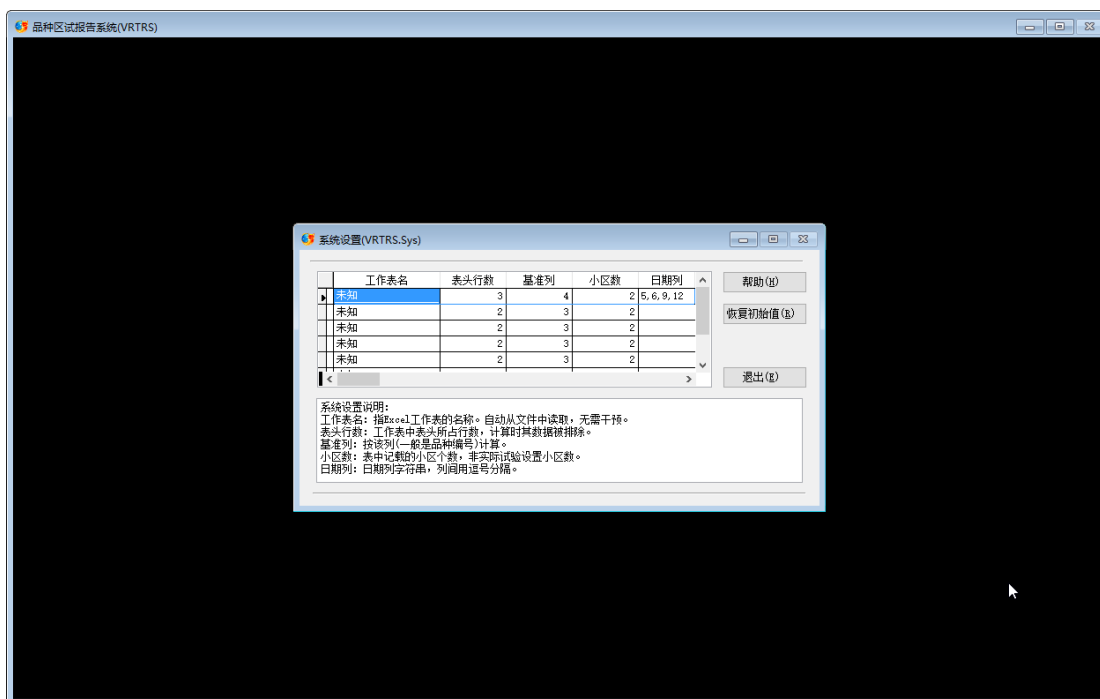 品种区试报告系统(VRTRS)
系统设置(VRTRS.Sys)
工作表名 表头行数 基准列 小区数 日期列
未知 3 4 2 5,6,9,12
未知 2 3 2
未知 2 3 2
未知 2 3 2
未知 2 3 2
帮助(H)
恢复初始值(R)
退出(E)
系统设置说明:
工作表名: 指Excel工作表的名称。自动从文件中读取, 无需干预。
表头行数: 工作表中表头所占行数, 计算时其数据被排除。
基准列: 按该列(一般是品种编号)计算。
小区数: 表中记载的小区个数, 非实际试验设置小区数。
日期列: 日期列字符串, 列间用逗号分隔。